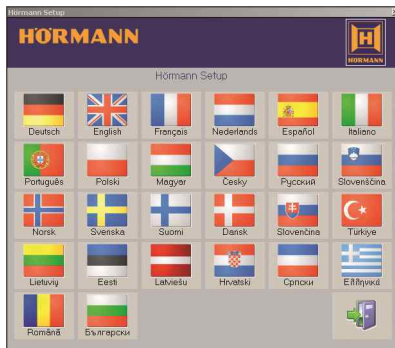 Hörmann Setup
HÖRMANN
HÖRMANN
Hörmann Setup
Deutsch English Français Nederlands Español Italiano
Português Polski Magyar Česky Русский Slovenščina
Norsk Svenska Suomi Dansk Slovenčina Türkiye
Lietuvių Eesti Latviešu Hrvatski Српски Ελληνικά
Română Български